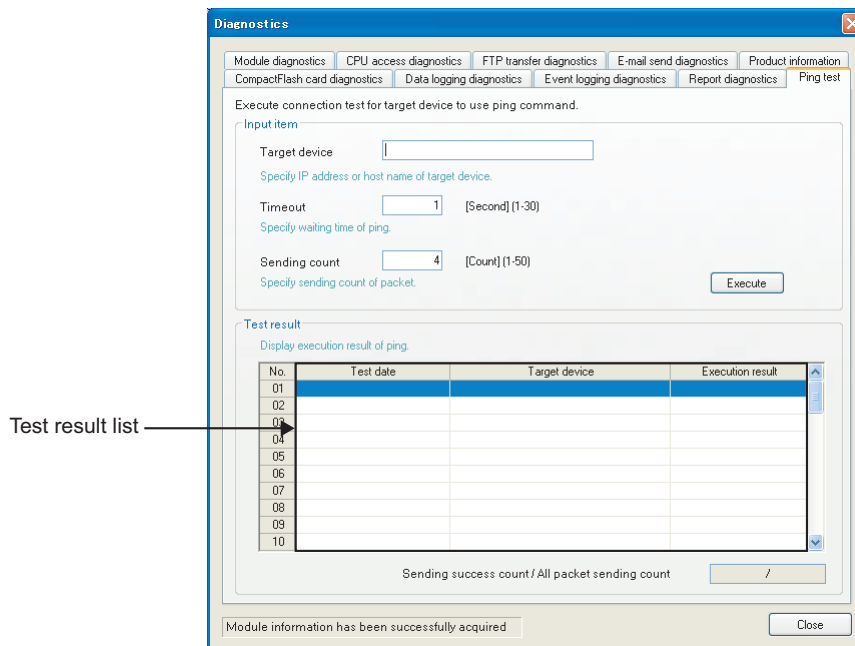 Diagnostics
Module diagnostics CPU access diagnostics FTP transfer diagnostics E-mail send diagnostics Product information
CompactFlash card diagnostics Data logging diagnostics Event logging diagnostics Report diagnostics Ping test
Execute connection test for target device to use ping command.
Input item
Target device
Specify IP address or host name of target device.
Timeout 1 [Second] (1-30)
Specify waiting time of ping.
Sending count 4 [Count] (1-50)
Specify sending count of packet.
Execute
Test result
Display execution result of ping.
No. Test date Target device Execution result
01
02
03
Test result list
04
05
06
07
08
09
10
Sending success count / All packet sending count /
Module information has been successfully acquired
Close